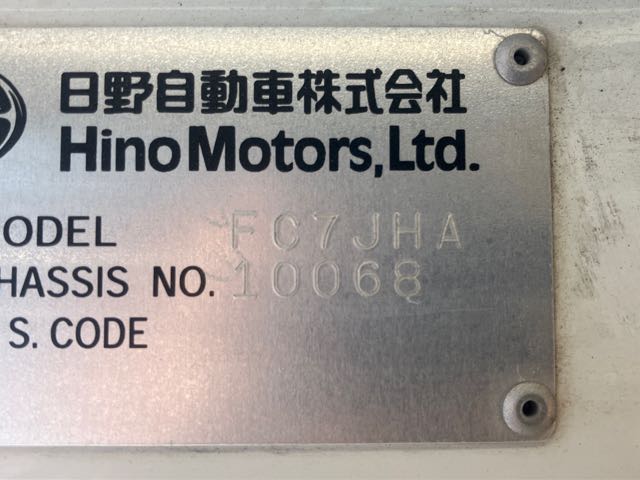 日野自動車株式会社
Hino Motors, Ltd.
ODEL FC7JHA
HASSIS NO. 10068
S. CODE